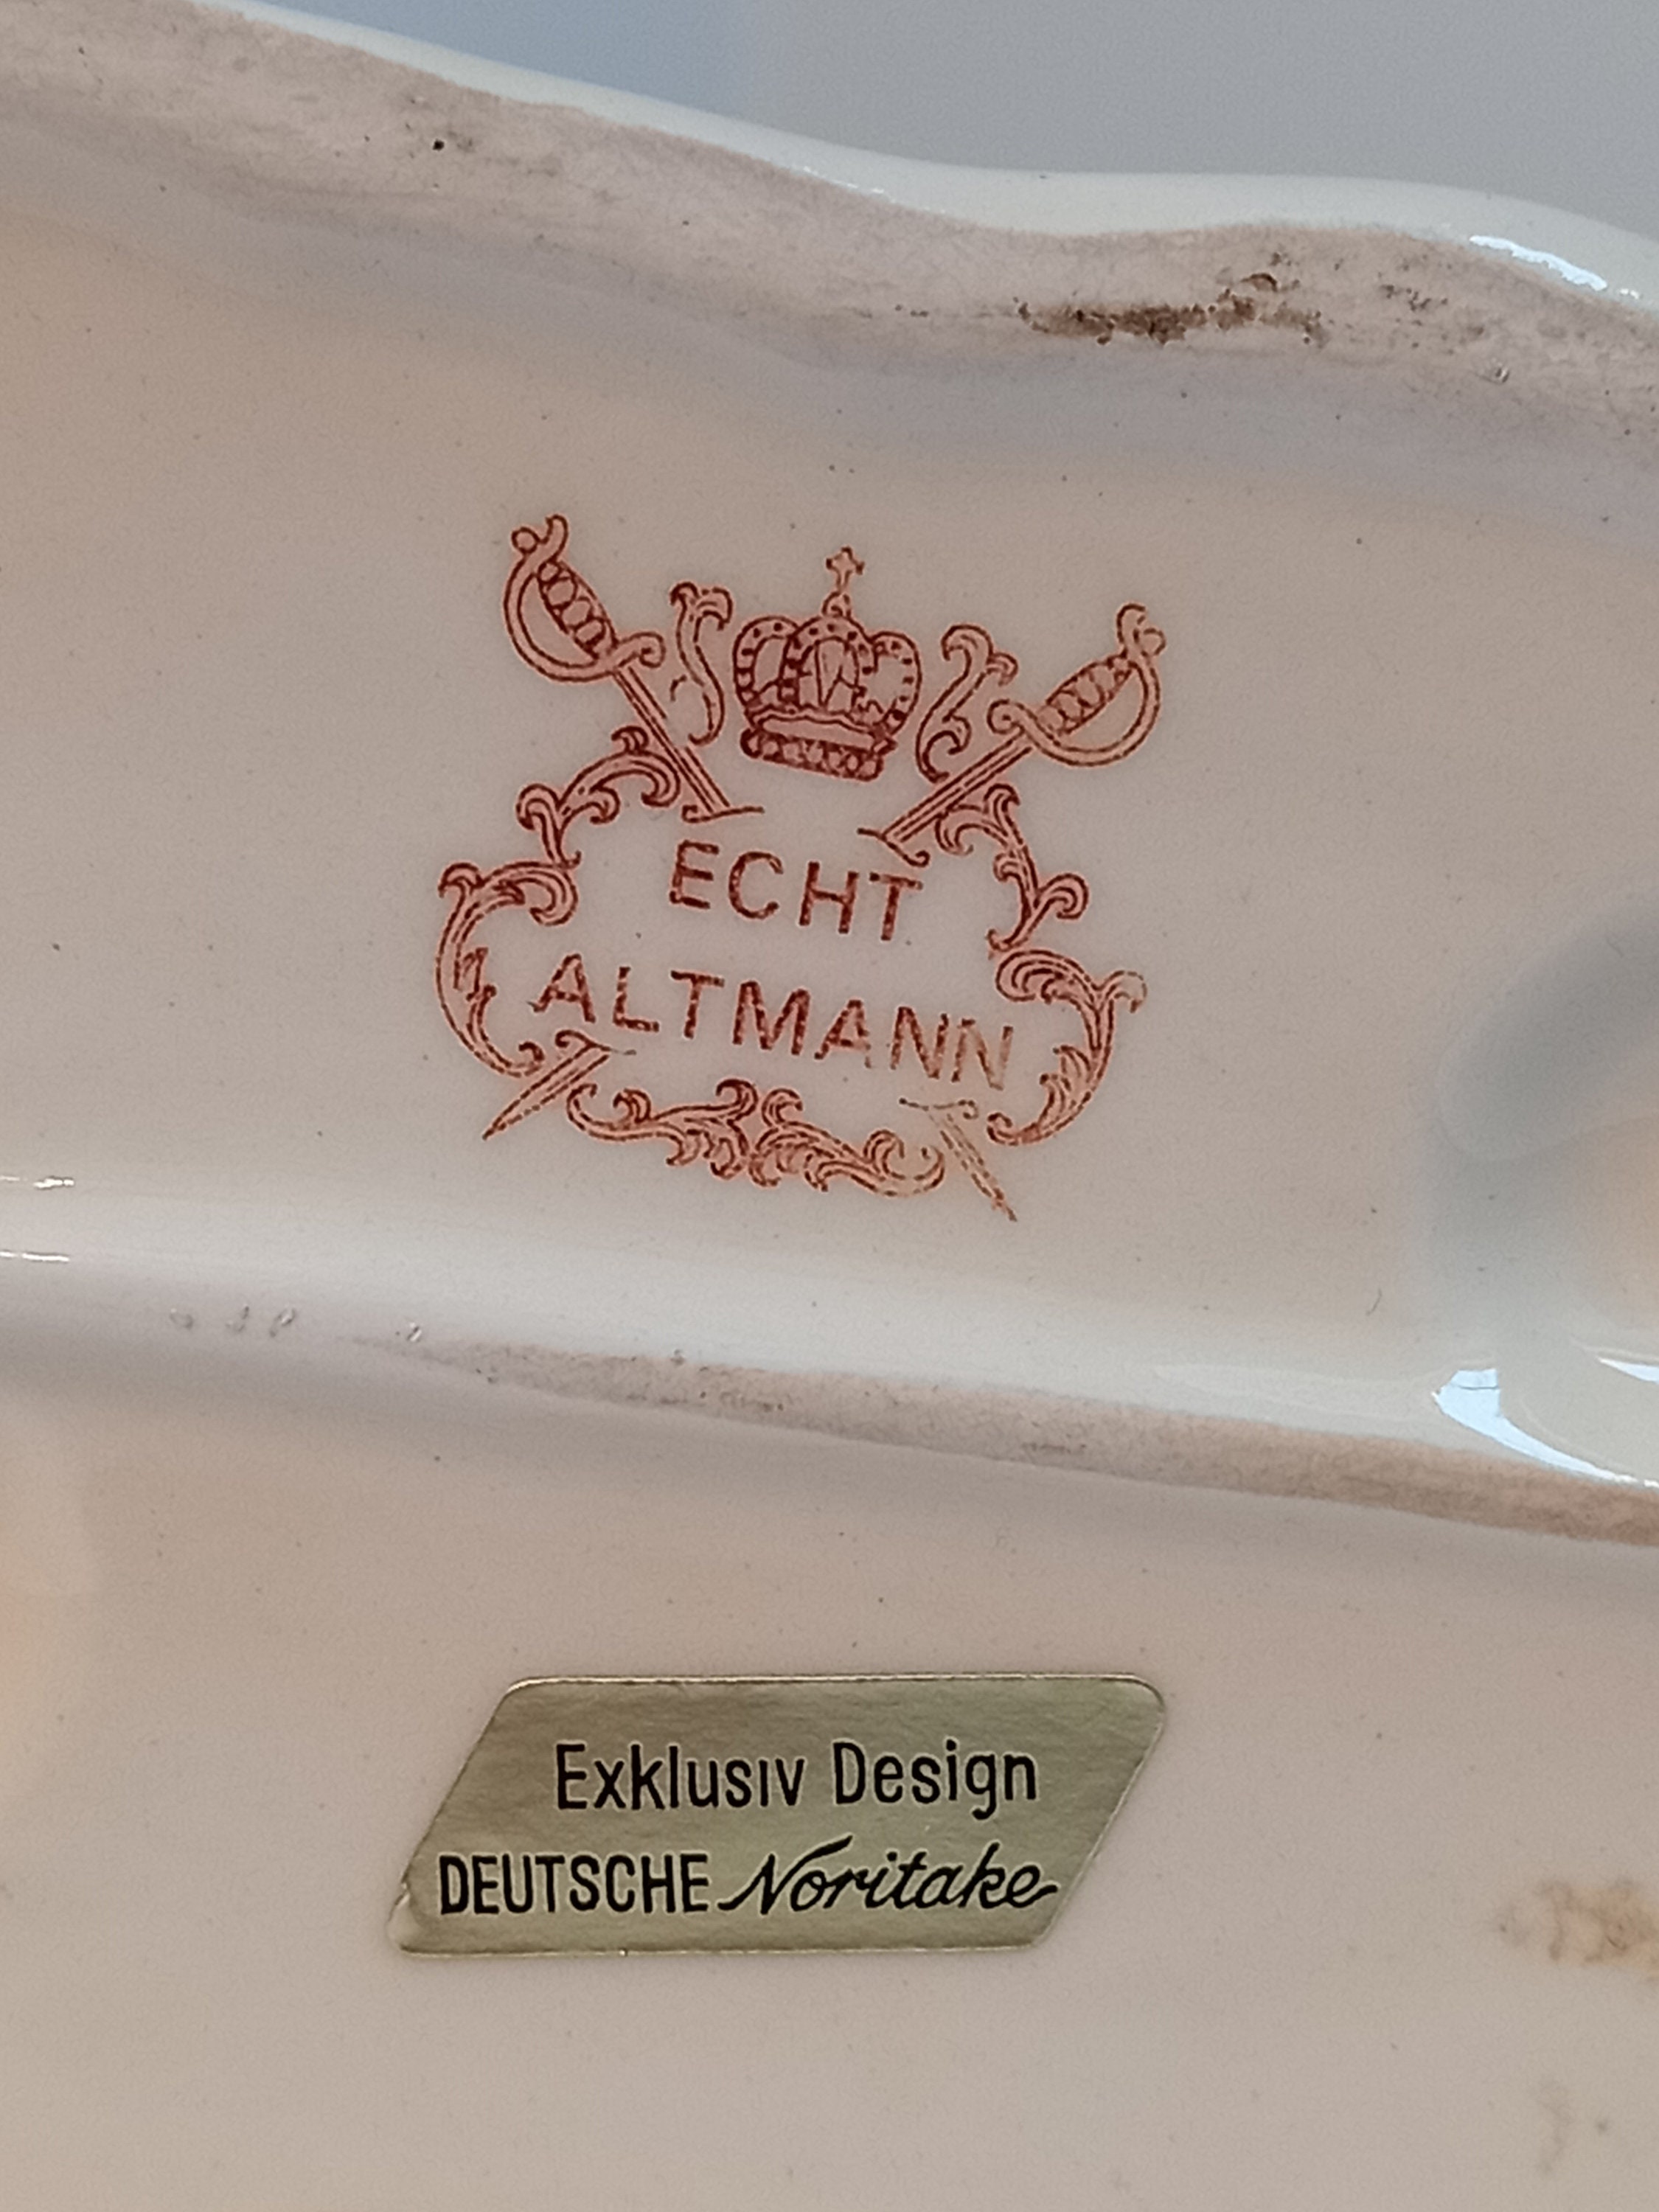 ECHT
ALTMANN
Exklusiv Design
DEUTSCHE Noritake